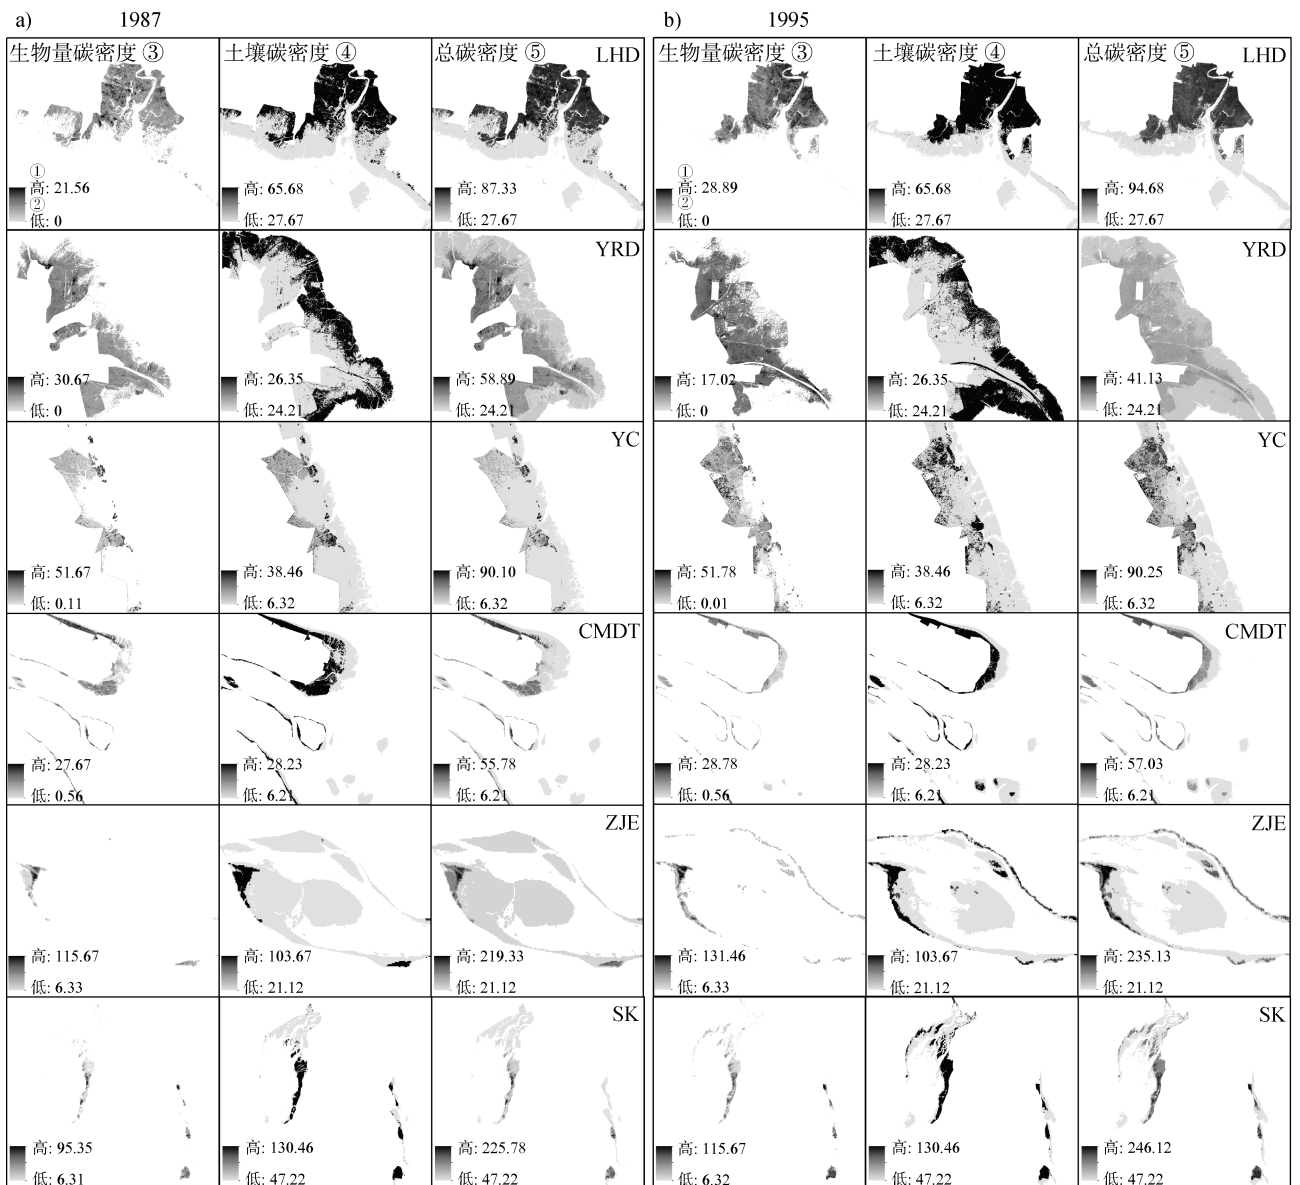 a) 1987
b) 1995
生物量碳密度 ③
土壤碳密度 ④
总碳密度 ⑤
LHD
①
高: 21.56
②
低: 0
高: 65.68
低: 27.67
高: 87.33
低: 27.67
生物量碳密度 ③
土壤碳密度 ④
总碳密度 ⑤
LHD
①
高: 28.89
②
低: 0
高: 65.68
低: 27.67
高: 94.68
低: 27.67
YRD
高: 30.67
低: 0
高: 26.35
低: 24.21
高: 58.89
低: 24.21
YRD
高: 17.02
低: 0
高: 26.35
低: 24.21
高: 41.13
低: 24.21
YC
高: 51.67
低: 0.11
高: 38.46
低: 6.32
高: 90.10
低: 6.32
YC
高: 51.78
低: 0.01
高: 38.46
低: 6.32
高: 90.25
低: 6.32
CMDT
高: 27.67
低: 0.56
高: 28.23
低: 6.21
高: 55.78
低: 6.21
CMDT
高: 28.78
低: 0.56
高: 28.23
低: 6.21
高: 57.03
低: 6.21
ZJE
高: 115.67
低: 6.33
高: 103.67
低: 21.12
高: 219.33
低: 21.12
ZJE
高: 131.46
低: 6.33
高: 103.67
低: 21.12
高: 235.13
低: 21.12
SK
高: 95.35
低: 6.31
高: 130.46
低: 47.22
高: 225.78
低: 47.22
SK
高: 115.67
低: 6.32
高: 130.46
低: 47.22
高: 246.12
低: 47.22